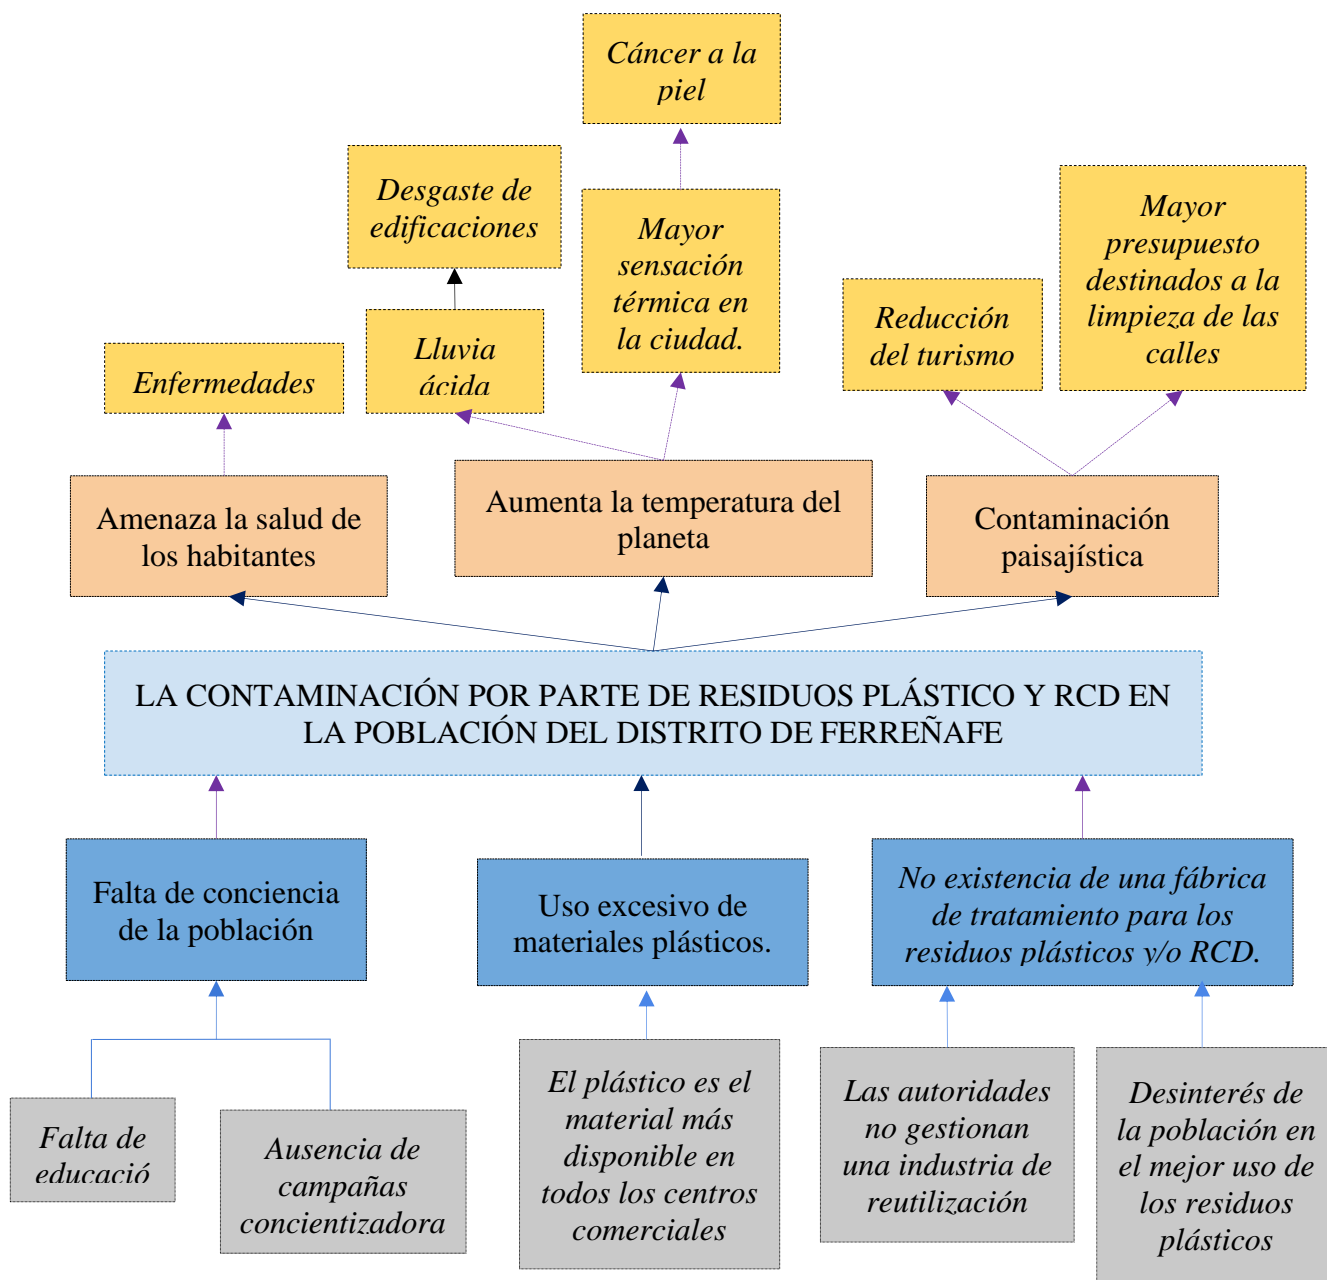 Cáncer a la
piel
Desgaste de
edificaciones
Mayor
sensación
térmica en
la ciudad.
Mayor
presupuesto
destinados a la
limpieza de las
calles
Reducción
del turismo
Lluvia
ácida
Enfermedades
Amenaza la salud de
los habitantes
Aumenta la temperatura del
planeta
Contaminación
paisajística
LA CONTAMINACIÓN POR PARTE DE RESIDUOS PLÁSTICO Y RCD EN
LA POBLACIÓN DEL DISTRITO DE FERREÑAFE
Falta de conciencia
de la población
Uso excesivo de
materiales plásticos.
No existencia de una fábrica
de tratamiento para los
residuos plásticos y/o RCD.
Falta de
educació
Ausencia de
campañas
concientizadora
El plástico es el
material más
disponible en
todos los centros
comerciales
Las autoridades
no gestionan
una industria de
reutilización
Desinterés de
la población en
el mejor uso de
los residuos
plásticos